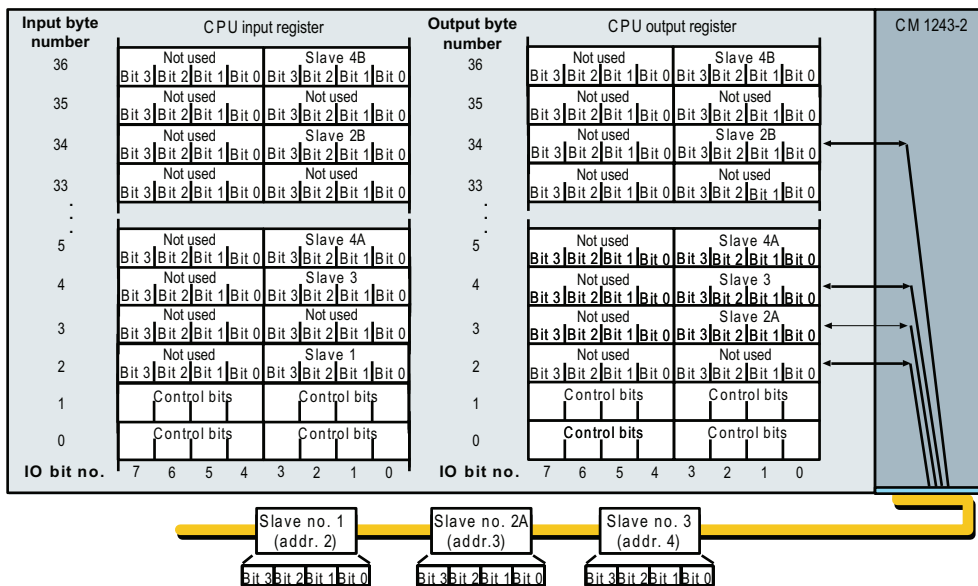 Input byte number CPU input register Output byte number CPU output register CM 1243-2
36 Not used Slave 4B 36 Not used Slave 4B
Bit 3 Bit 2 Bit 1 Bit 0 Bit 3 Bit 2 Bit 1 Bit 0 Bit 3 Bit 2 Bit 1 Bit 0 Bit 3 Bit 2 Bit 1 Bit 0
35 Not used Not used 35 Not used Not used
Bit 3 Bit 2 Bit 1 Bit 0 Bit 3 Bit 2 Bit 1 Bit 0 Bit 3 Bit 2 Bit 1 Bit 0 Bit 3 Bit 2 Bit 1 Bit 0
34 Not used Slave 2B 34 Not used Slave 2B
Bit 3 Bit 2 Bit 1 Bit 0 Bit 3 Bit 2 Bit 1 Bit 0 Bit 3 Bit 2 Bit 1 Bit 0 Bit 3 Bit 2 Bit 1 Bit 0
33 Not used Not used 33 Not used Not used
Bit 3 Bit 2 Bit 1 Bit 0 Bit 3 Bit 2 Bit 1 Bit 0 Bit 3 Bit 2 Bit 1 Bit 0 Bit 3 Bit 2 Bit 1 Bit 0
. .
. .
. .
5 Not used Slave 4A 5 Not used Slave 4A
Bit 3 Bit 2 Bit 1 Bit 0 Bit 3 Bit 2 Bit 1 Bit 0 Bit 3 Bit 2 Bit 1 Bit 0 Bit 3 Bit 2 Bit 1 Bit 0
4 Not used Slave 3 4 Not used Slave 3
Bit 3 Bit 2 Bit 1 Bit 0 Bit 3 Bit 2 Bit 1 Bit 0 Bit 3 Bit 2 Bit 1 Bit 0 Bit 3 Bit 2 Bit 1 Bit 0
3 Not used Not used 3 Not used Slave 2A
Bit 3 Bit 2 Bit 1 Bit 0 Bit 3 Bit 2 Bit 1 Bit 0 Bit 3 Bit 2 Bit 1 Bit 0 Bit 3 Bit 2 Bit 1 Bit 0
2 Not used Slave 1 2 Not used Not used
Bit 3 Bit 2 Bit 1 Bit 0 Bit 3 Bit 2 Bit 1 Bit 0 Bit 3 Bit 2 Bit 1 Bit 0 Bit 3 Bit 2 Bit 1 Bit 0
1 Control bits Control bits 1 Control bits Control bits
0 Control bits Control bits 0 Control bits Control bits
IO bit no. 7 6 5 4 3 2 1 0 IO bit no. 7 6 5 4 3 2 1 0
Slave no. 1 Slave no. 2A Slave no. 3
(addr. 2) (addr.3) (addr. 4)
Bit 3 Bit 2 Bit 1 Bit 0 Bit 3 Bit 2 Bit 1 Bit 0 Bit 3 Bit 2 Bit 1 Bit 0